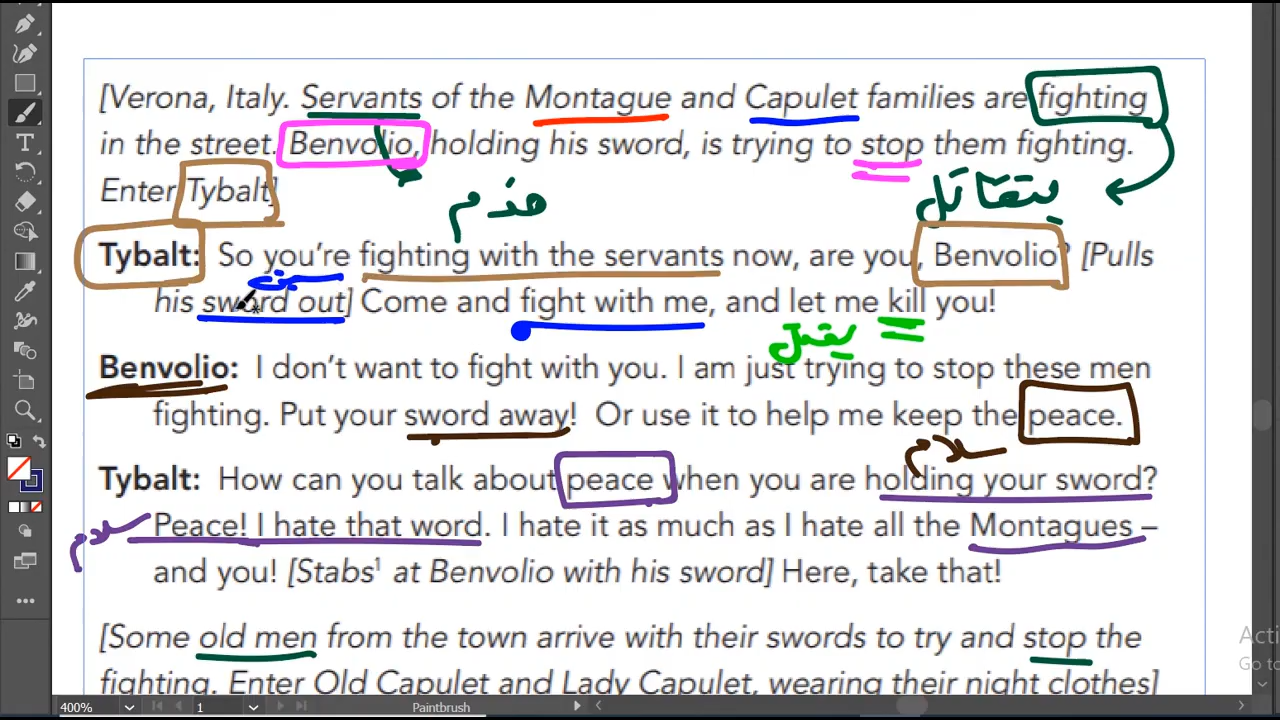 [Verona, Italy. Servants of the Montague and Capulet families are fighting
in the street. Benvolio, holding his sword, is trying to stop them fighting.
Enter Tybalt]
خدم
يتقاتل
Tybalt: So you're fighting with the servants now, are you, Benvolio? [Pulls
his sword out] Come and fight with me, and let me kill you!
يقتل
Benvolio: I don't want to fight with you. I am just trying to stop these men
fighting. Put your sword away! Or use it to help me keep the peace.
سلام
Tybalt: How can you talk about peace when you are holding your sword?
Peace! I hate that word. I hate it as much as I hate all the Montagues –
سلام
and you! [Stabs¹ at Benvolio with his sword] Here, take that!
[Some old men from the town arrive with their swords to try and stop the
fighting. Enter Old Capulet and Lady Capulet, wearing their night clothes]
Acti
Go to
400%
1
Paintbrush